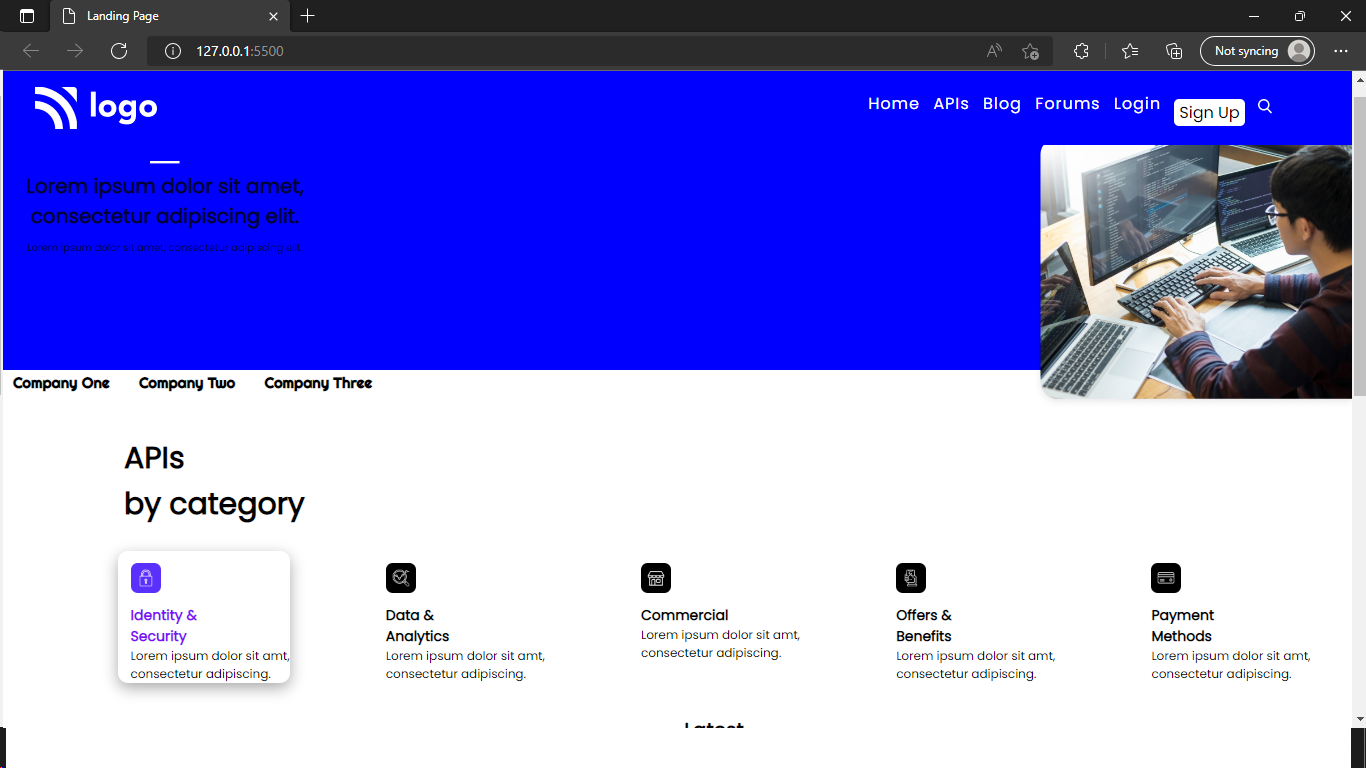 Landing Page
127.0.0.1:5500
Not syncing
logo
Home APIs Blog Forums Login Sign Up
Lorem ipsum dolor sit amet,
consectetur adipiscing elit.
Lorem ipsum dolor sit amet, consectetur adipiscing elit.
Company One Company Two Company Three
APIs
by category
Identity &
Security
Lorem ipsum dolor sit amt,
consectetur adipiscing.
Data &
Analytics
Lorem ipsum dolor sit amt,
consectetur adipiscing.
Commercial
Lorem ipsum dolor sit amt,
consectetur adipiscing.
Offers &
Benefits
Lorem ipsum dolor sit amt,
consectetur adipiscing.
Payment
Methods
Lorem ipsum dolor sit amt,
consectetur adipiscing.
Latest